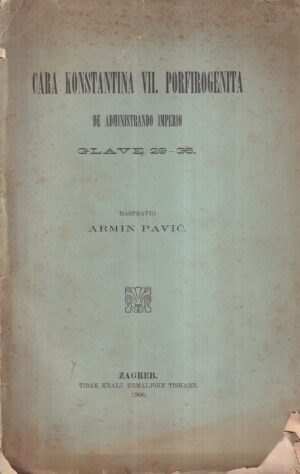 CARA KONSTANTINA VII. PORFIROGENITA
DE ADMINISTRANDO IMPERIO
GLAVE 29–36.
RASPRAVIO
ARMIN PAVIĆ.
ZAGREB.
TISAK KRALJ. ZEMALJSKE TISKARE.
1906.